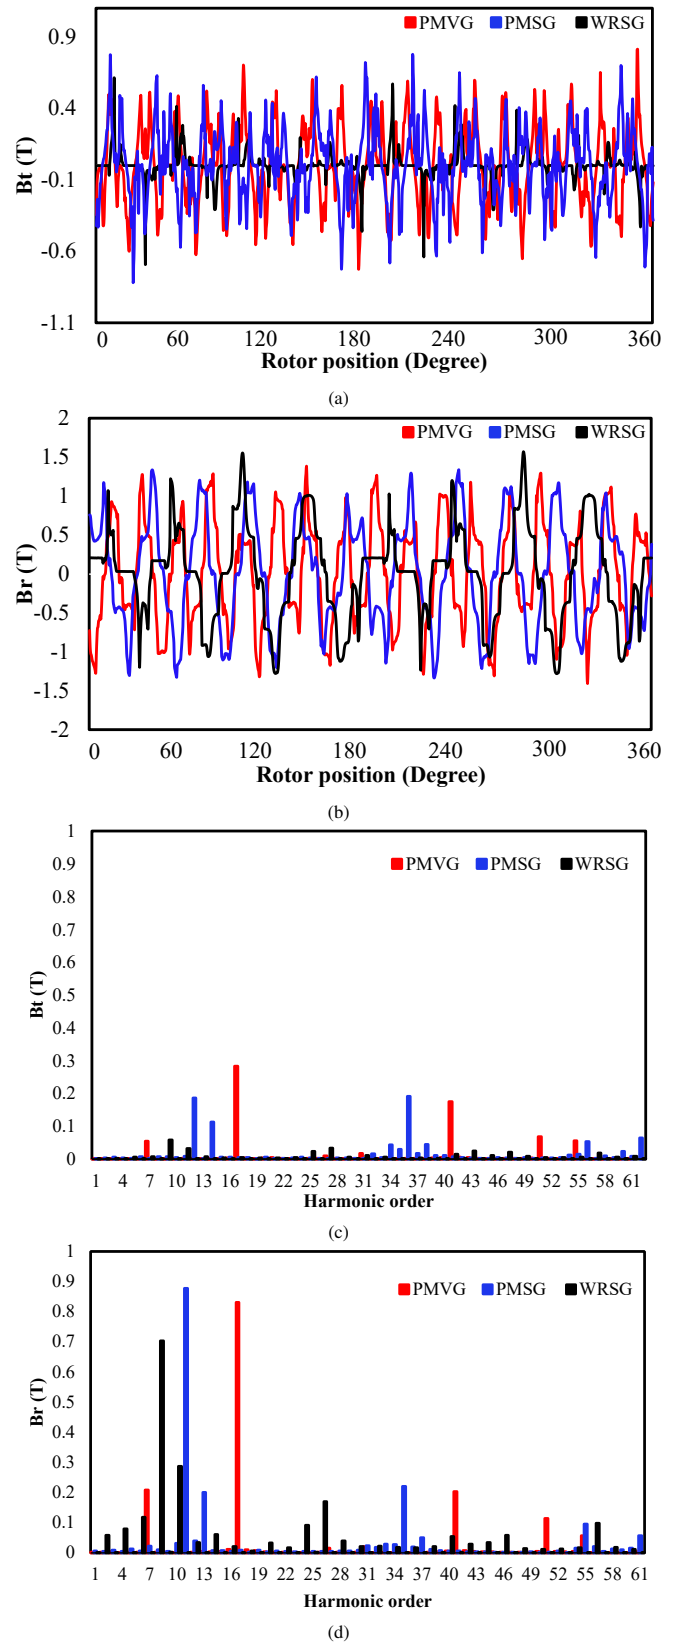 PMVG PMSG WRSG
0.9
0.4
-0.1
-0.6
-1.1
Bt (T)
0 60 120 180 240 300 360
Rotor position (Degree)
(a)
PMVG PMSG WRSG
2
1.5
1
0.5
0
-0.5
-1
-1.5
-2
Br (T)
0 60 120 180 240 300 360
Rotor position (Degree)
(b)
PMVG PMSG WRSG
1
0.9
0.8
0.7
0.6
0.5
0.4
0.3
0.2
0.1
0
Bt (T)
1 4 7 10 13 16 19 22 25 28 31 34 37 40 43 46 49 52 55 58 61
Harmonic order
(c)
PMVG PMSG WRSG
1
0.9
0.8
0.7
0.6
0.5
0.4
0.3
0.2
0.1
0
Br (T)
1 4 7 10 13 16 19 22 25 28 31 34 37 40 43 46 49 52 55 58 61
Harmonic order
(d)